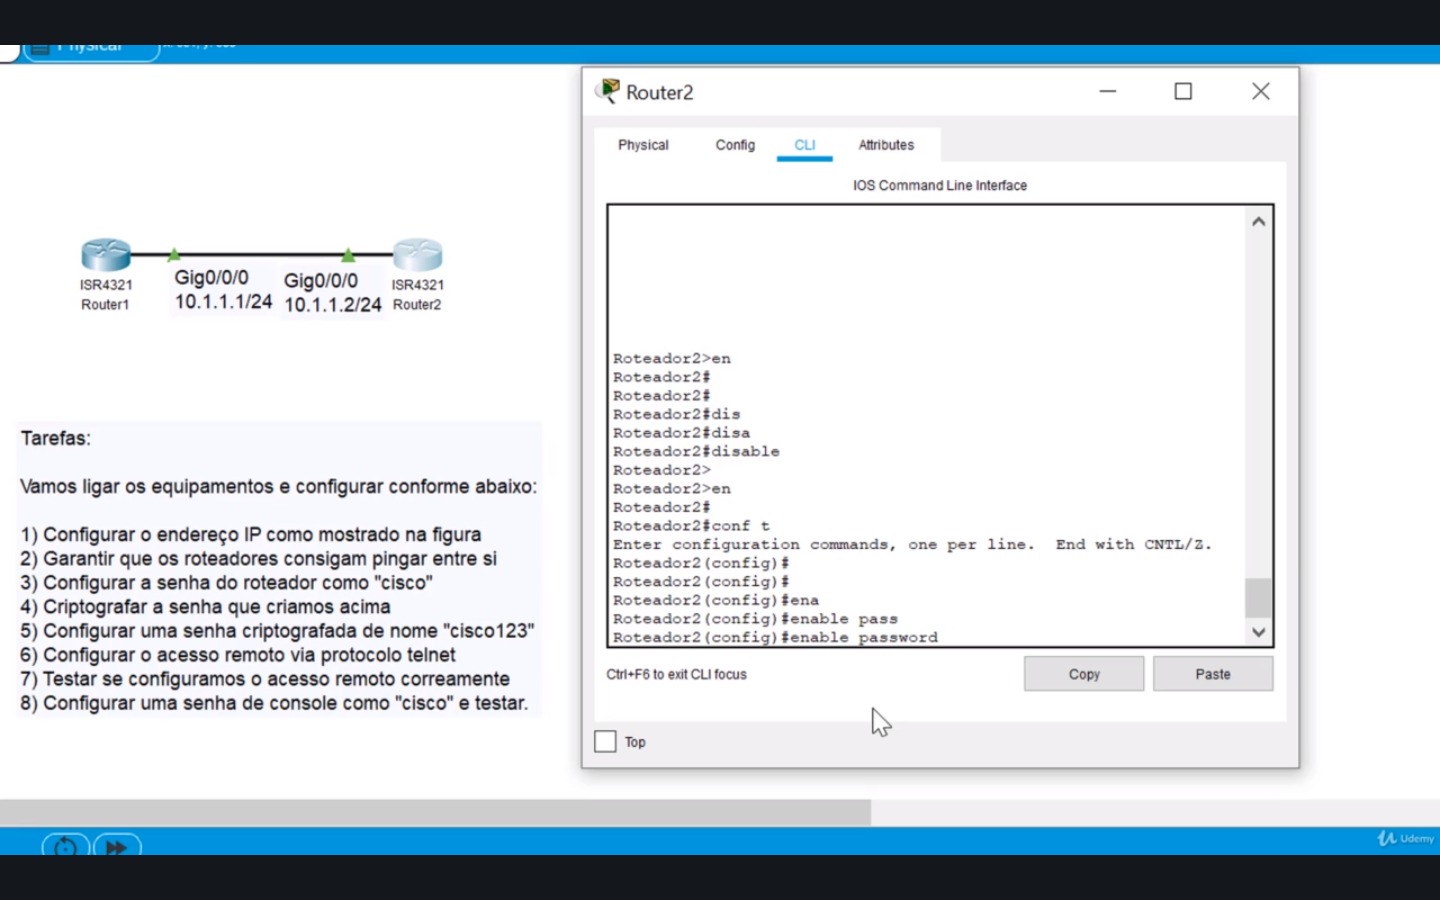 Physical
Router2
Physical
Config
CLI
Attributes
IOS Command Line Interface
Roteador2>en
Roteador2#
Roteador2#
Roteador2#dis
Roteador2#disa
Roteador2#disable
Roteador2>
Roteador2>en
Roteador2#
Roteador2#conf t
Enter configuration commands, one per line. End with CNTL/Z.
Roteador2(config)#
Roteador2(config)#
Roteador2(config)#ena
Roteador2(config)#enable pass
Roteador2(config)#enable password
Ctrl+F6 to exit CLI focus
Copy
Paste
Top
ISR4321
Router1
Gig0/0/0
10.1.1.1/24
Gig0/0/0
10.1.1.2/24
ISR4321
Router2
Tarefas:
Vamos ligar os equipamentos e configurar conforme abaixo:
1) Configurar o endereço IP como mostrado na figura
2) Garantir que os roteadores consigam pingar entre si
3) Configurar a senha do roteador como "cisco"
4) Criptografar a senha que criamos acima
5) Configurar uma senha criptografada de nome "cisco123"
6) Configurar o acesso remoto via protocolo telnet
7) Testar se configuramos o acesso remoto correamente
8) Configurar uma senha de console como "cisco" e testar.
Udemy